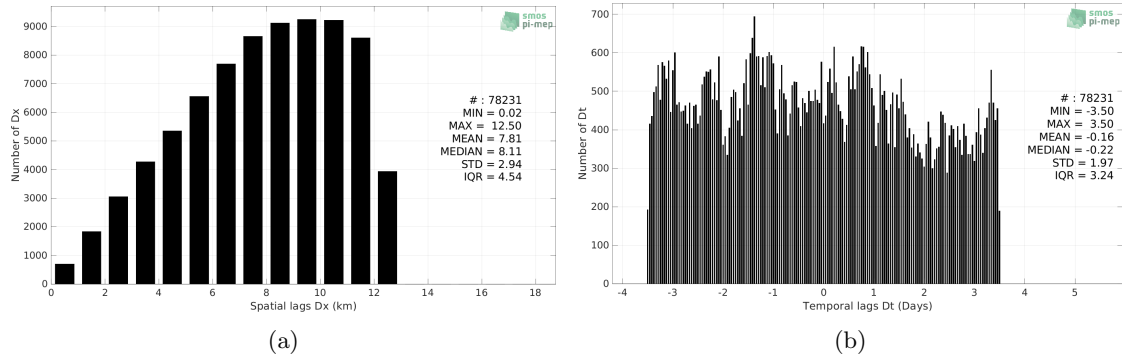 smos
pi-mep
9000
8000
7000
6000
5000
4000
3000
2000
1000
0
Number of Dx
# : 78231
MIN = 0.02
MAX = 12.50
MEAN = 7.81
MEDIAN = 8.11
STD = 2.94
IQR = 4.54
0 2 4 6 8 10 12 14 16 18
Spatial lags Dx (km)
(a)
smos
pi-mep
700
600
500
400
300
200
100
0
Number of Dt
# : 78231
MIN = -3.50
MAX = 3.50
MEAN = -0.16
MEDIAN = -0.22
STD = 1.97
IQR = 3.24
-4 -3 -2 -1 0 1 2 3 4 5
Temporal lags Dt (Days)
(b)